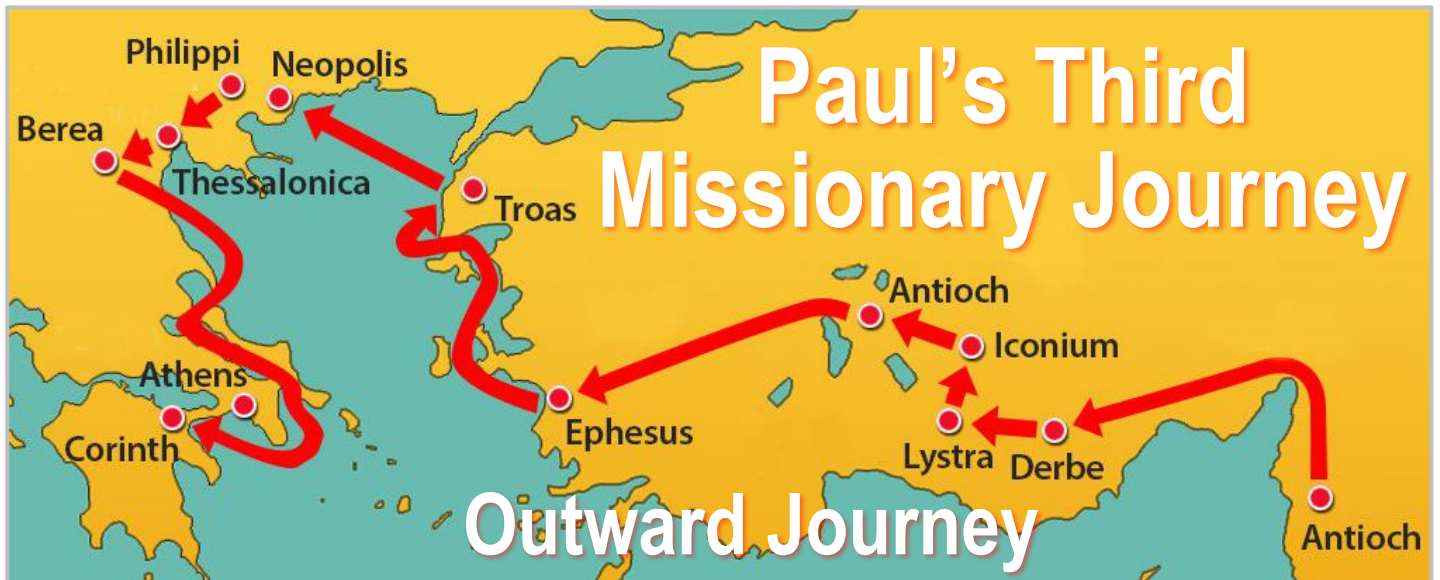 Paul’s Third
Missionary Journey
Philippi
Neopolis
Berea
Thessalonica
Troas
Antioch
Iconium
Athens
Corinth
Ephesus
Lystra
Derbe
Antioch
Outward Journey